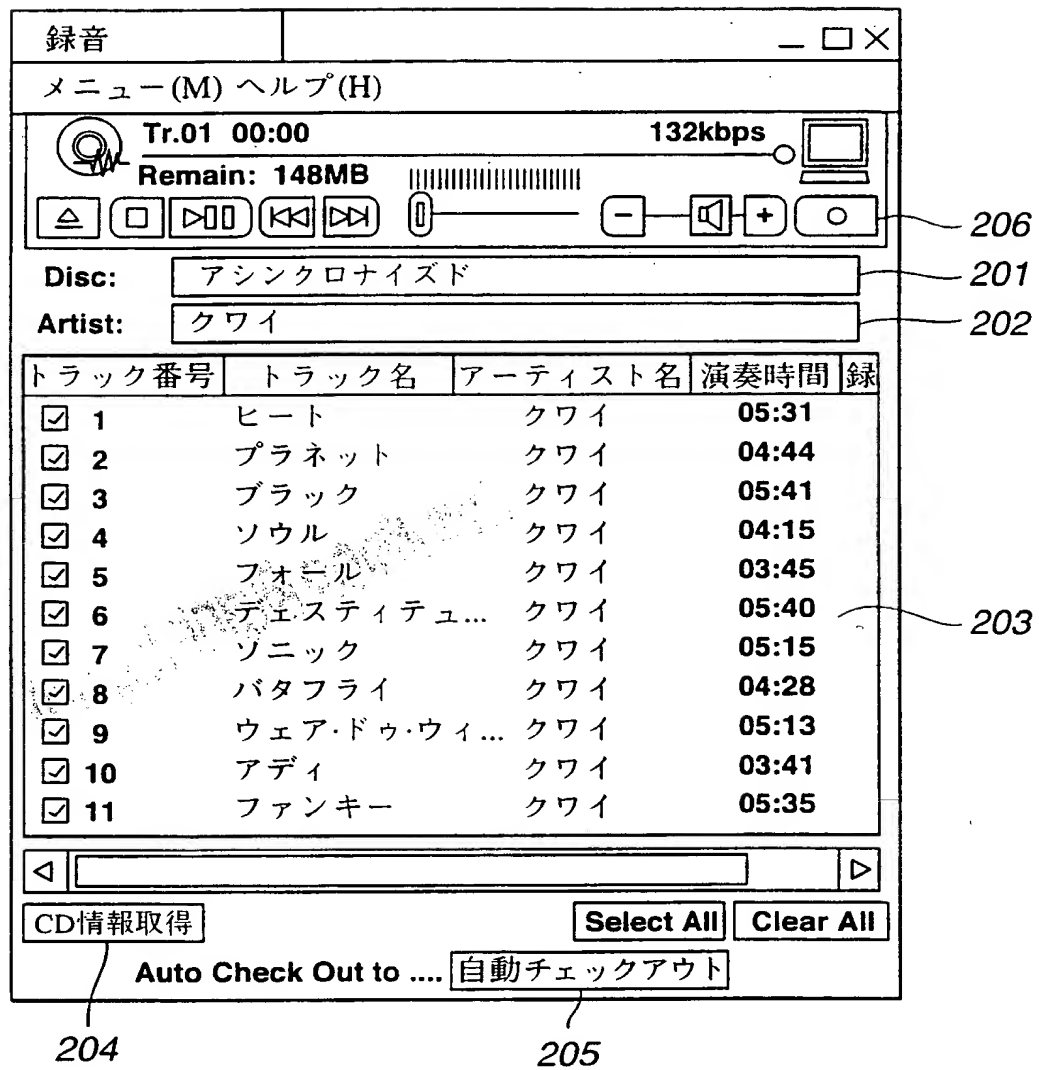 録音
メニュー(M) ヘルプ(H)
Tr.01 00:00 132kbps
Remain: 148MB
206
Disc: アシンクロナイズド 201
Artist: クワイ 202
トラック番号 トラック名 アーティスト名 演奏時間 録
1 ヒート クワイ 05:31
2 プラネット クワイ 04:44
3 ブラック クワイ 05:41
4 ソウル クワイ 04:15
5 フォール クワイ 03:45
6 デェスティテュ... クワイ 05:40 203
7 ソニック クワイ 05:15
8 バタフライ クワイ 04:28
9 ウェア·ドゥ·ウィ... クワイ 05:13
10 アディ クワイ 03:41
11 ファンキー クワイ 05:35
CD情報取得 Select All Clear All
Auto Check Out to .... 自動チェックアウト
204 205